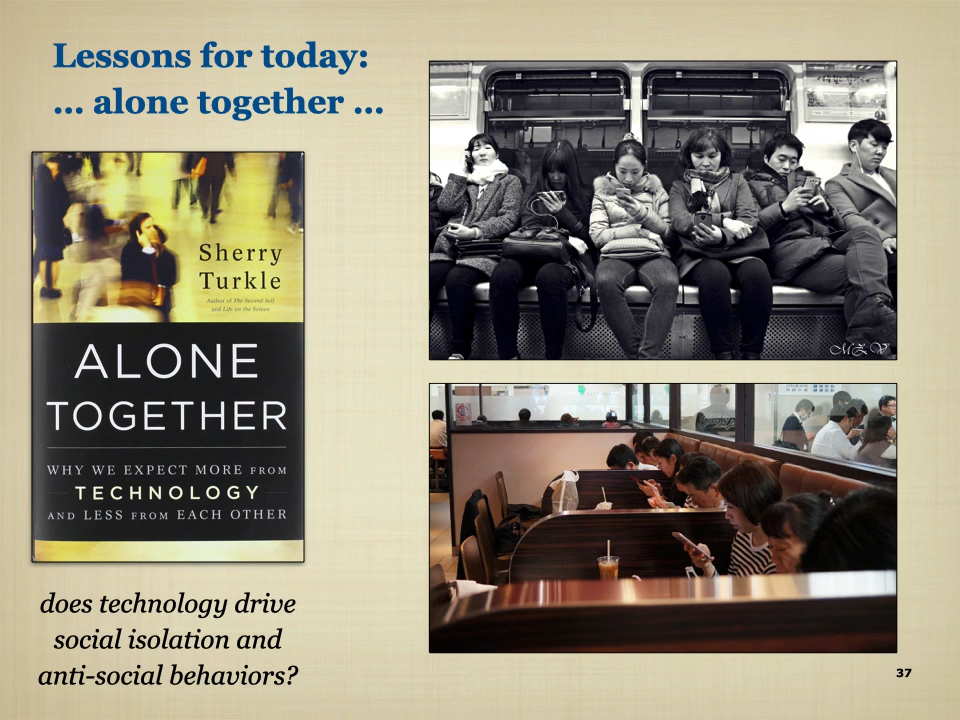 Lessons for today:
... alone together ...
Sherry
Turkle
Author of The Second Self
and Life on the Screen
ALONE
TOGETHER
WHY WE EXPECT MORE FROM
TECHNOLOGY
AND LESS FROM EACH OTHER
does technology drive
social isolation and
anti-social behaviors?
MZV
37